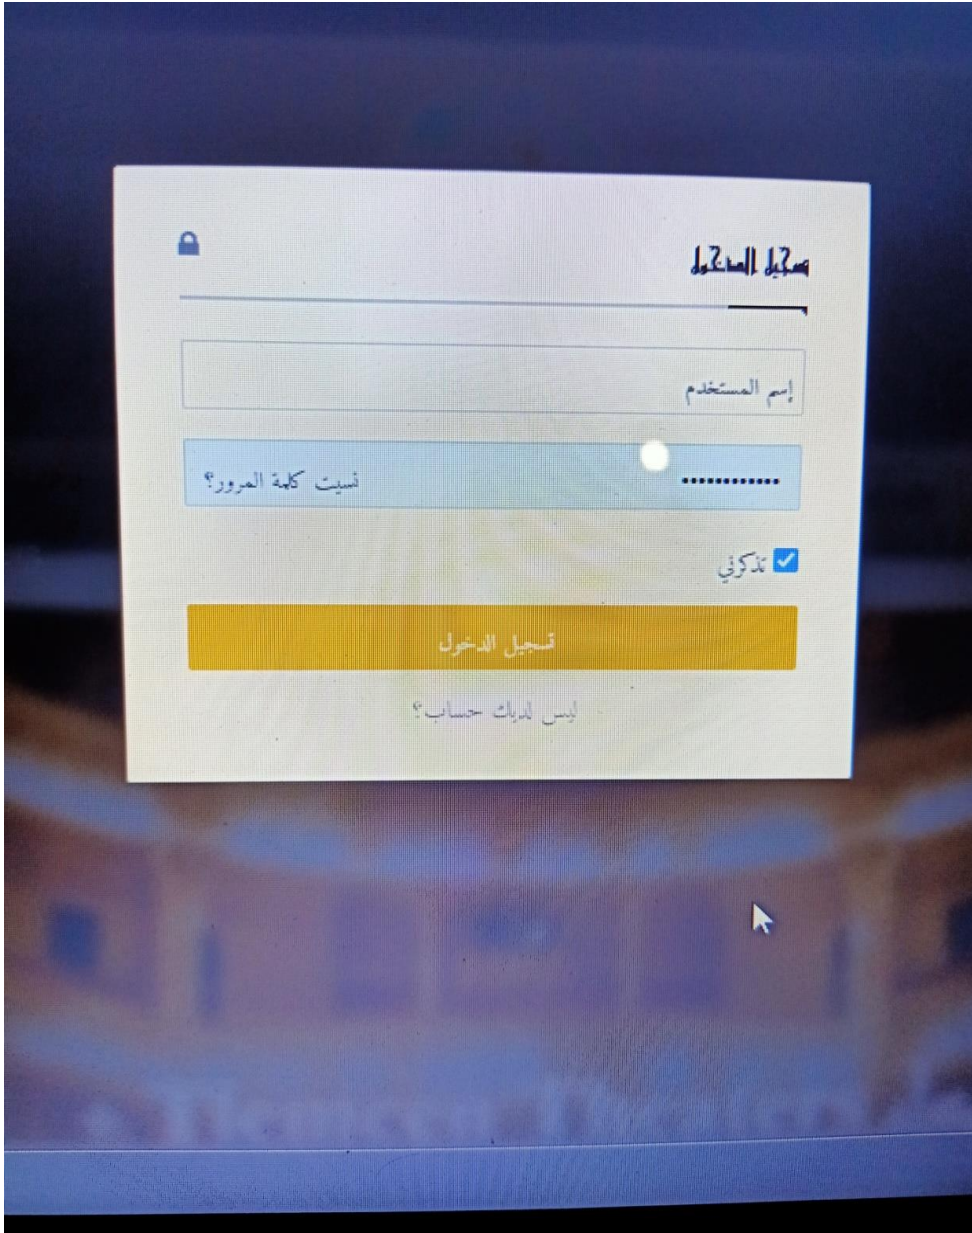 تسجيل الدخول
إسم المستخدم
............ نسيت كلمة المرور؟
تذكرني
تسجيل الدخول
ليس لديك حساب؟